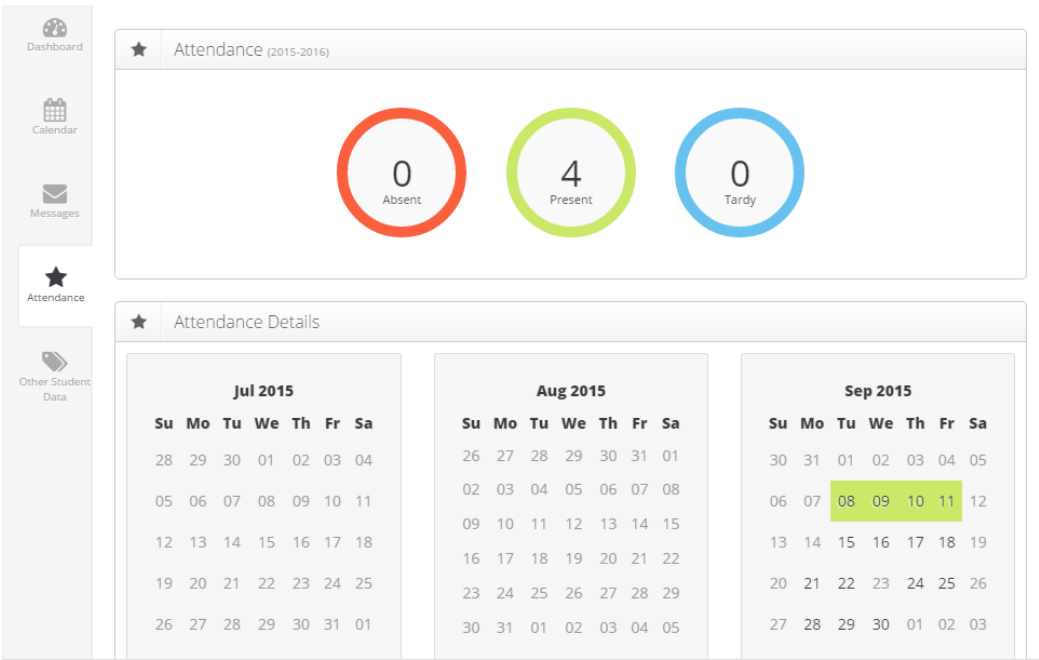 Dashboard
Calendar
Messages
Attendance
Other Student
Data
Attendance (2015-2016)
0
Absent
4
Present
0
Tardy
Attendance Details
Jul 2015
Su Mo Tu We Th Fr Sa
28 29 30 01 02 03 04
05 06 07 08 09 10 11
12 13 14 15 16 17 18
19 20 21 22 23 24 25
26 27 28 29 30 31 01
Aug 2015
Su Mo Tu We Th Fr Sa
26 27 28 29 30 31 01
02 03 04 05 06 07 08
09 10 11 12 13 14 15
16 17 18 19 20 21 22
23 24 25 26 27 28 29
30 31 01 02 03 04 05
Sep 2015
Su Mo Tu We Th Fr Sa
30 31 01 02 03 04 05
06 07 08 09 10 11 12
13 14 15 16 17 18 19
20 21 22 23 24 25 26
27 28 29 30 01 02 03